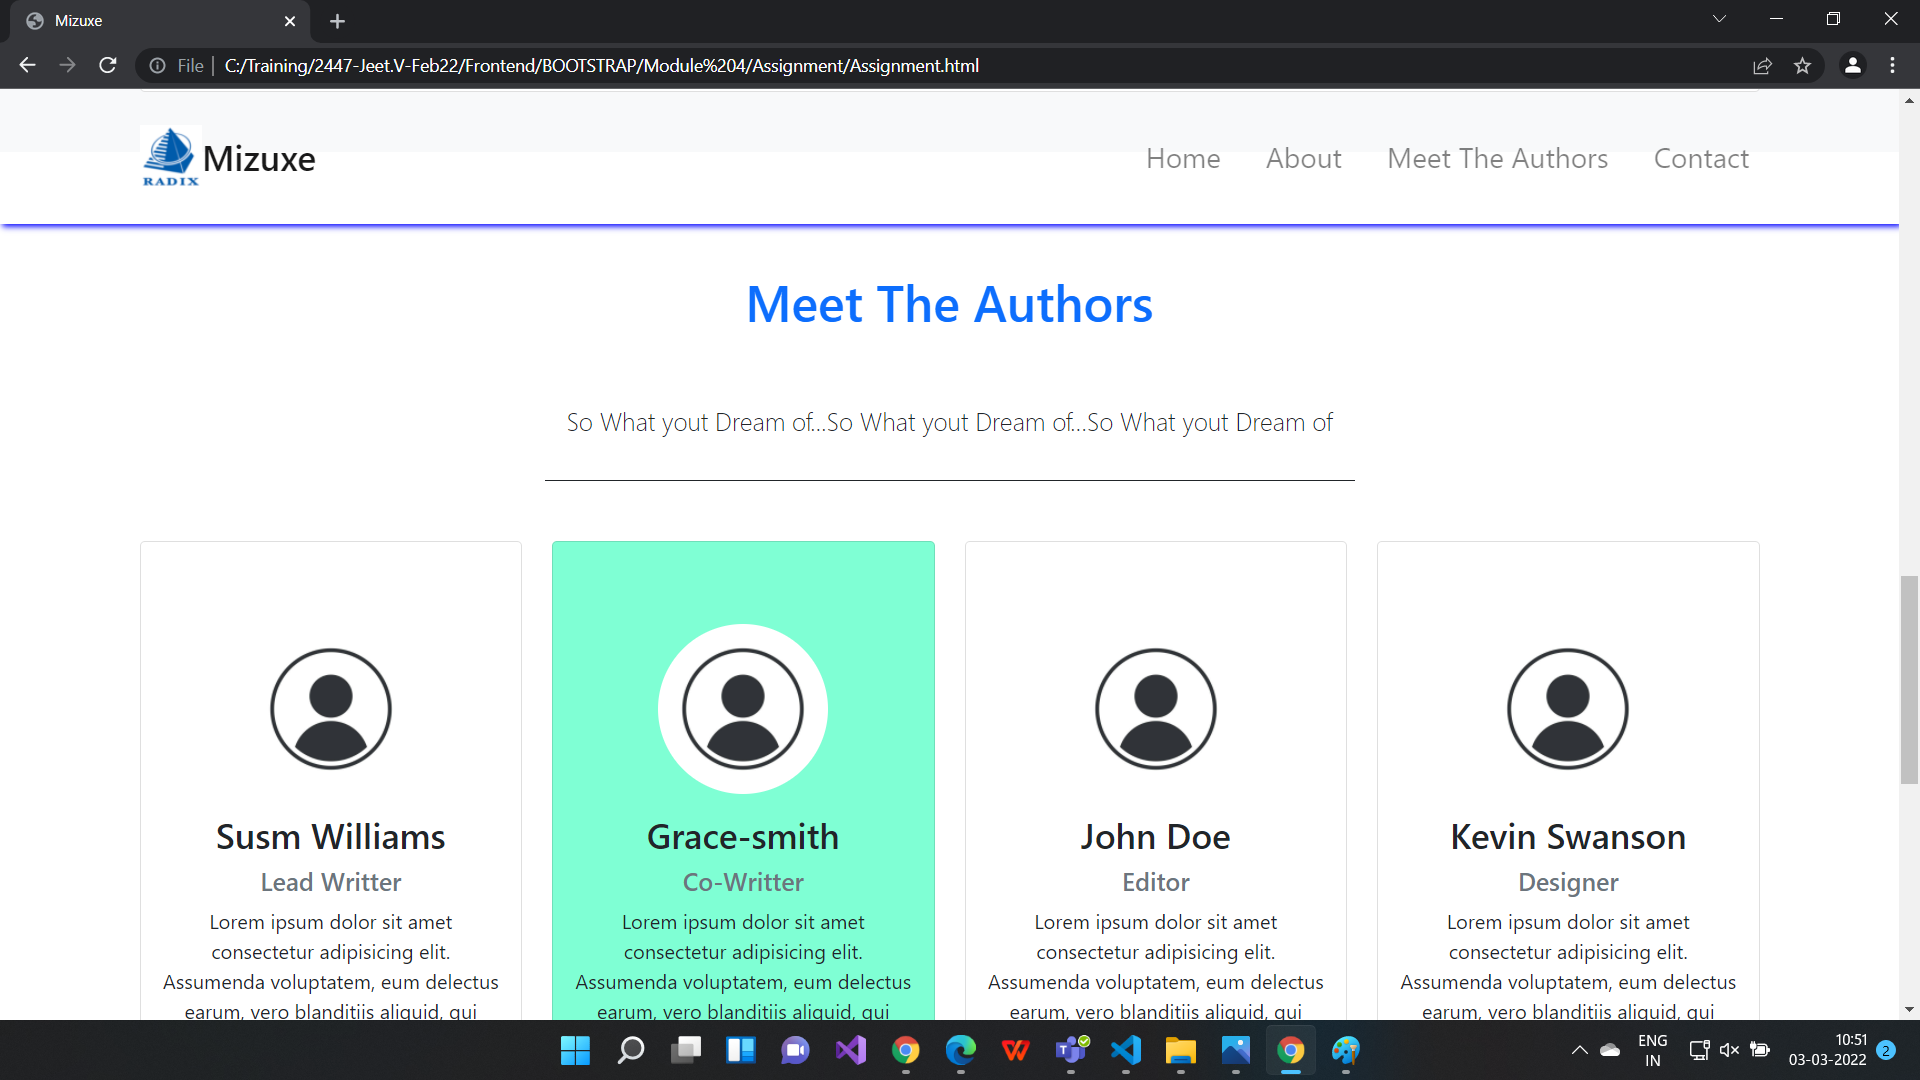 Mizuxe
File
C:/Training/2447-Jeet.V-Feb22/Frontend/BOOTSTRAP/Module%204/Assignment/Assignment.html
RADIX
Mizuxe
Home
About
Meet The Authors
Contact
Meet The Authors
So What yout Dream of...So What yout Dream of...So What yout Dream of
Susm Williams
Lead Writter
Lorem ipsum dolor sit amet
consectetur adipisicing elit.
Assumenda voluptatem, eum delectus
earum, vero blanditiis aliquid, qui
Grace-smith
Co-Writter
Lorem ipsum dolor sit amet
consectetur adipisicing elit.
Assumenda voluptatem, eum delectus
earum, vero blanditiis aliquid, qui
John Doe
Editor
Lorem ipsum dolor sit amet
consectetur adipisicing elit.
Assumenda voluptatem, eum delectus
earum, vero blanditiis aliquid, qui
Kevin Swanson
Designer
Lorem ipsum dolor sit amet
consectetur adipisicing elit.
Assumenda voluptatem, eum delectus
earum, vero blanditiis aliquid, qui
ENG
IN
10:51
03-03-2022
2